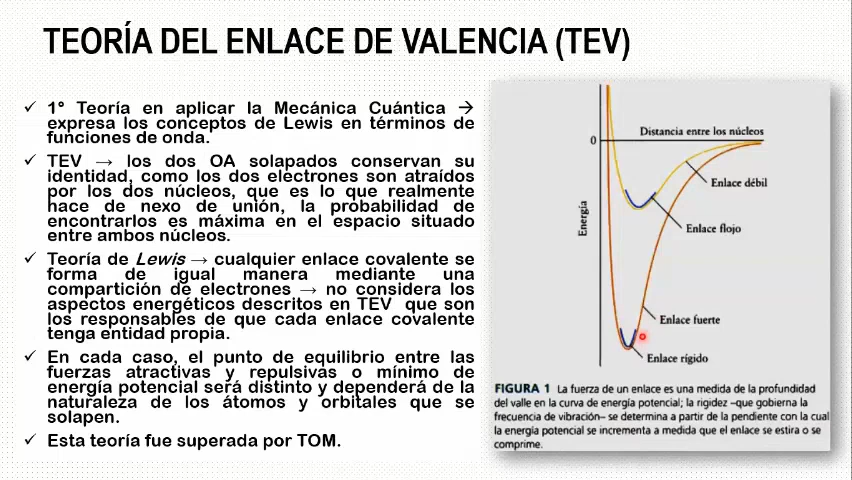 TEORÍA DEL ENLACE DE VALENCIA (TEV)
✓ 1° Teoría en aplicar la Mecánica Cuántica →
expresa los conceptos de Lewis en términos de
funciones de onda.
✓ TEV → los dos OA solapados conservan su
identidad, como los dos electrones son atraídos
por los dos núcleos, que es lo que realmente
hace de nexo de unión, la probabilidad de
encontrarlos es máxima en el espacio situado
entre ambos núcleos.
✓ Teoría de Lewis → cualquier enlace covalente se
forma de igual manera mediante una
compartición de electrones → no considera los
aspectos energéticos descritos en TEV que son
los responsables de que cada enlace covalente
tenga entidad propia.
✓ En cada caso, el punto de equilibrio entre las
fuerzas atractivas y repulsivas o mínimo de
energía potencial será distinto y dependerá de la
naturaleza de los átomos y orbitales que se
solapen.
✓ Esta teoría fue superada por TOM.
Distancia entre los núcleos
0
Enlace débil
Enlace flojo
Energía
Enlace fuerte
Enlace rígido
FIGURA 1 La fuerza de un enlace es una medida de la profundidad
del valle en la curva de energía potencial; la rigidez –que gobierna la
frecuencia de vibración– se determina a partir de la pendiente con la cual
la energía potencial se incrementa a medida que el enlace se estira o se
comprime.